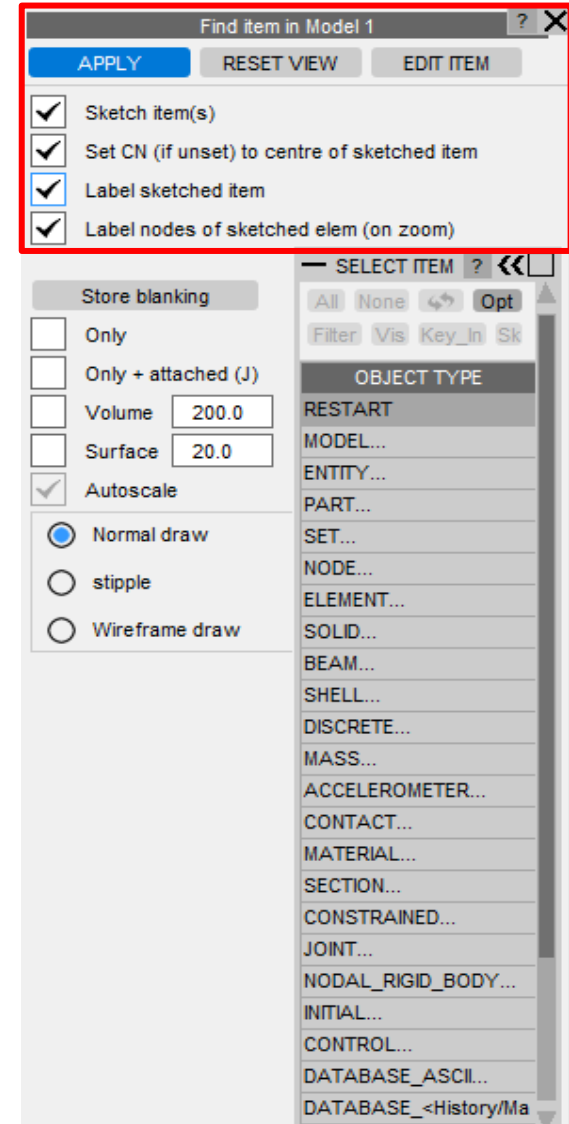 Find item in Model 1 ? X
APPLY RESET VIEW EDIT ITEM
Sketch item(s)
Set CN (if unset) to centre of sketched item
Label sketched item
Label nodes of sketched elem (on zoom)
Store blanking
Only
Only + attached (J)
Volume 200.0
Surface 20.0
Autoscale
Normal draw
stipple
Wireframe draw
SELECT ITEM ?
All None Opt
Filter Vis Key_In Sk
OBJECT TYPE
RESTART
MODEL...
ENTITY...
PART...
SET...
NODE...
ELEMENT...
SOLID...
BEAM...
SHELL...
DISCRETE...
MASS...
ACCELEROMETER...
CONTACT...
MATERIAL...
SECTION...
CONSTRAINED...
JOINT...
NODAL_RIGID_BODY...
INITIAL...
CONTROL...
DATABASE_ASCII...
DATABASE_<History/Ma